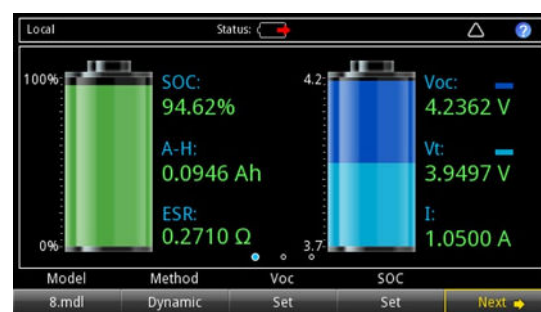 Local Status: ?
100% SOC: 4.2 Voc:
94.62% 4.2362 V
A-H: Vt:
0.0946 Ah 3.9497 V
ESR: I:
0% 0.2710 Ω 3.7 1.0500 A
Model Method Voc SOC
8.mdl Dynamic Set Set Next